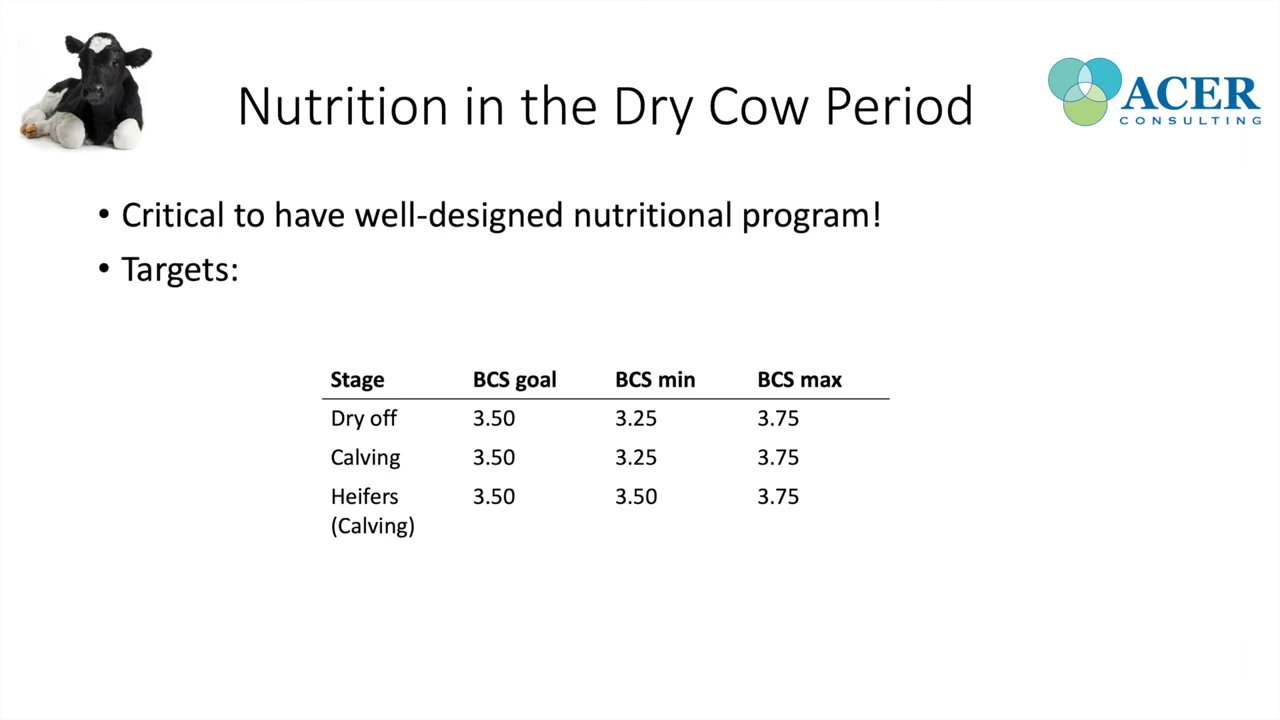 Nutrition in the Dry Cow Period
ACER
CONSULTING
• Critical to have well-designed nutritional program!
• Targets:
Stage BCS goal BCS min BCS max
Dry off 3.50 3.25 3.75
Calving 3.50 3.25 3.75
Heifers 3.50 3.50 3.75
(Calving)